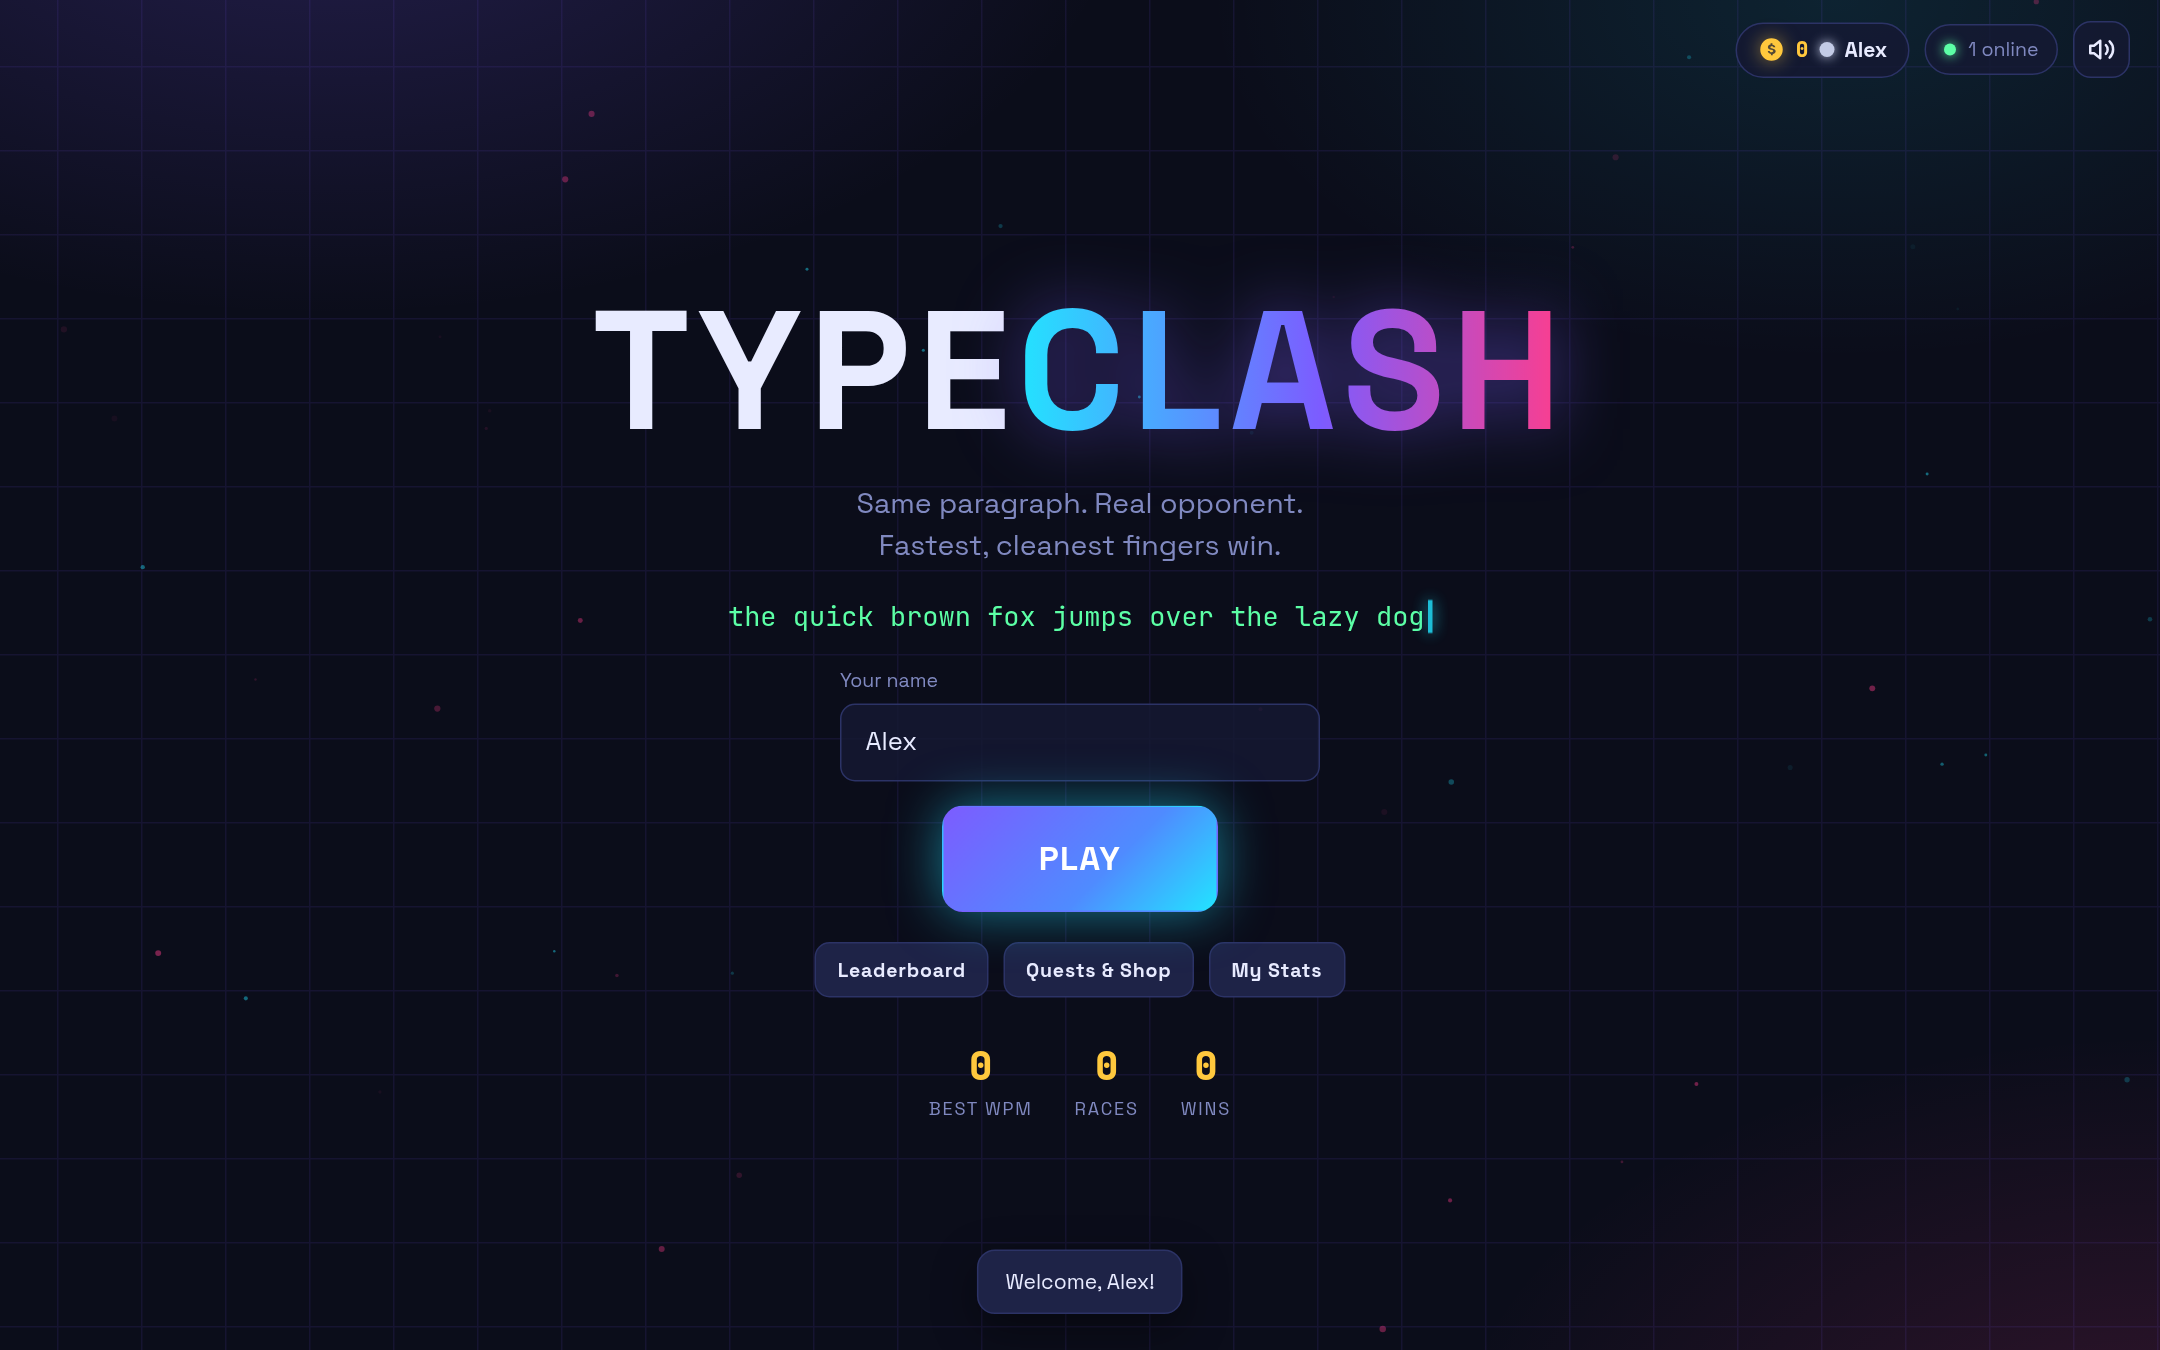 $ 0 Alex
1 online
TYPECLASH
Same paragraph. Real opponent.
Fastest, cleanest fingers win.
the quick brown fox jumps over the lazy dog
Your name
Alex
PLAY
Leaderboard
Quests & Shop
My Stats
0 0 0
BEST WPM RACES WINS
Welcome, Alex!